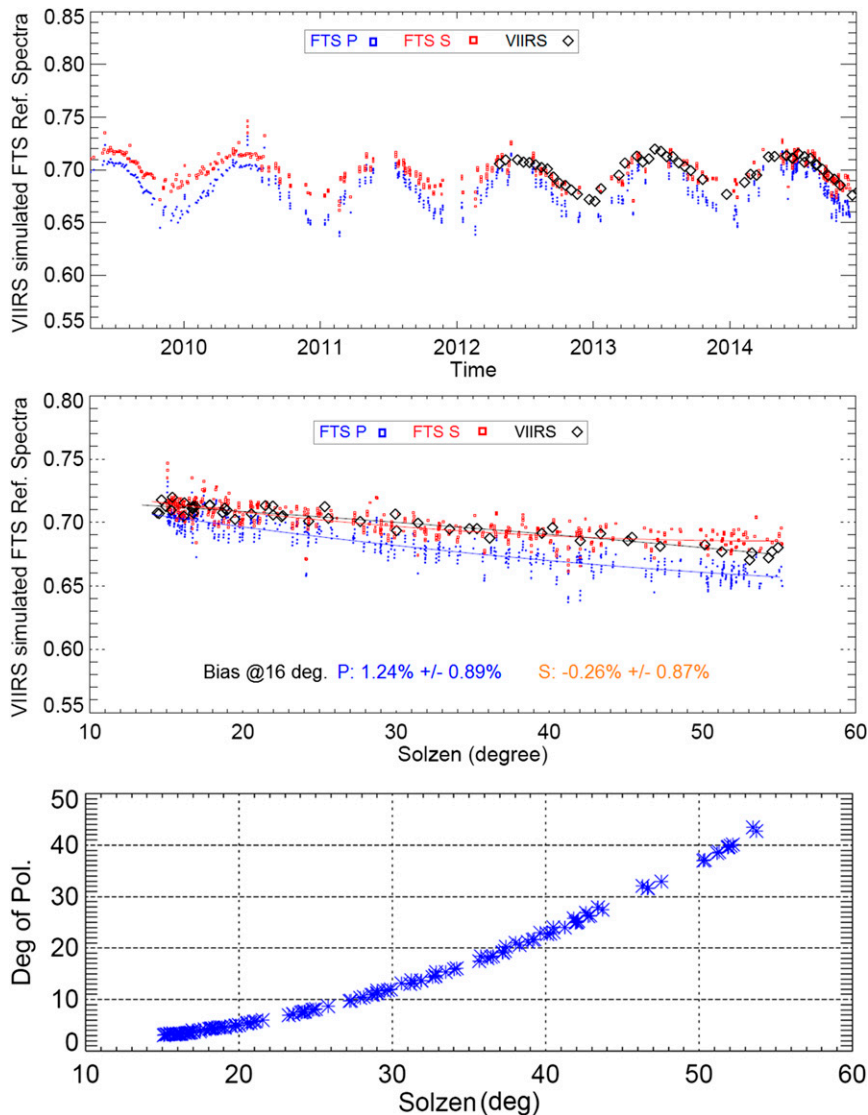 VIIRS simulated FTS Ref. Spectra
0.85
0.80
0.75
0.70
0.65
0.60
0.55
FTS P FTS S VIIRS
2010 2011 2012 2013 2014
Time
VIIRS simulated FTS Ref. Spectra
0.80
0.75
0.70
0.65
0.60
0.55
FTS P FTS S VIIRS
Bias @16 deg. P: 1.24% +/- 0.89% S: -0.26% +/- 0.87%
10 20 30 40 50 60
Solzen (degree)
Deg of Pol.
50
40
30
20
10
0
10 20 30 40 50 60
Solzen (deg)